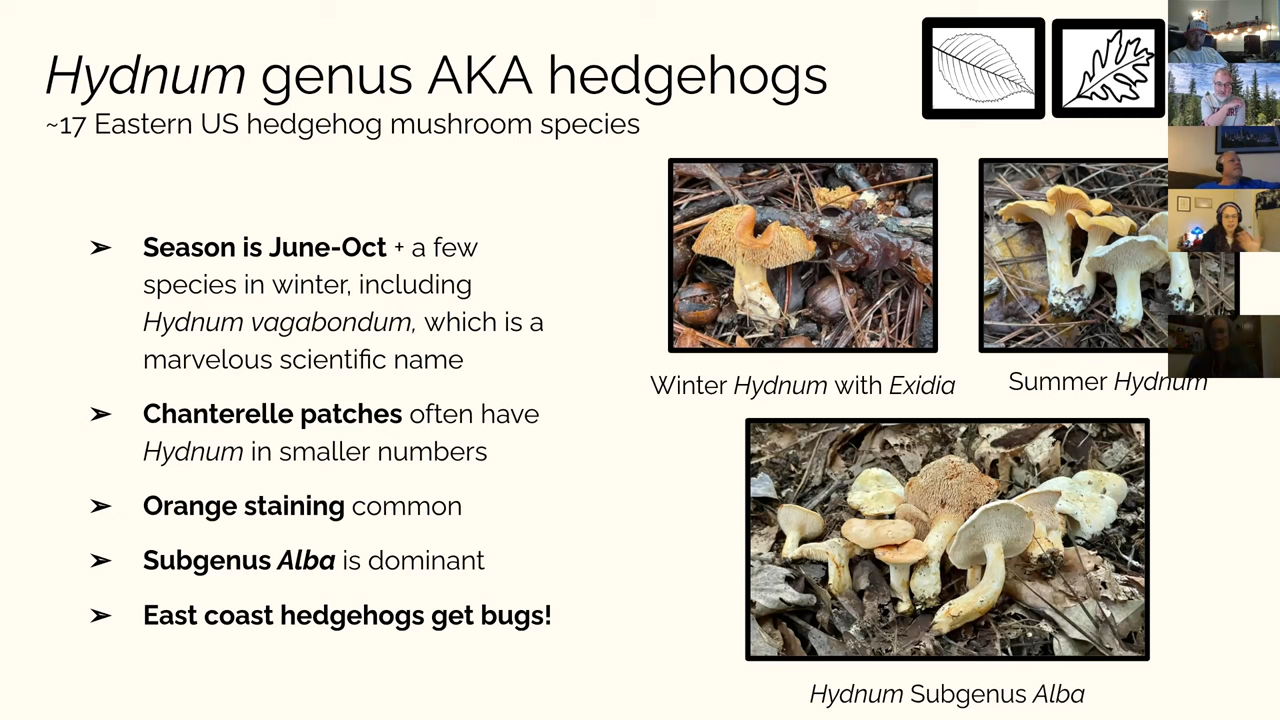 Hydnum genus AKA hedgehogs
~17 Eastern US hedgehog mushroom species
➢ Season is June-Oct + a few
species in winter, including
Hydnum vagabondum, which is a
marvelous scientific name
➢ Chanterelle patches often have
Hydnum in smaller numbers
➢ Orange staining common
➢ Subgenus Alba is dominant
➢ East coast hedgehogs get bugs!
Winter Hydnum with Exidia
Summer Hydnum
Hydnum Subgenus Alba